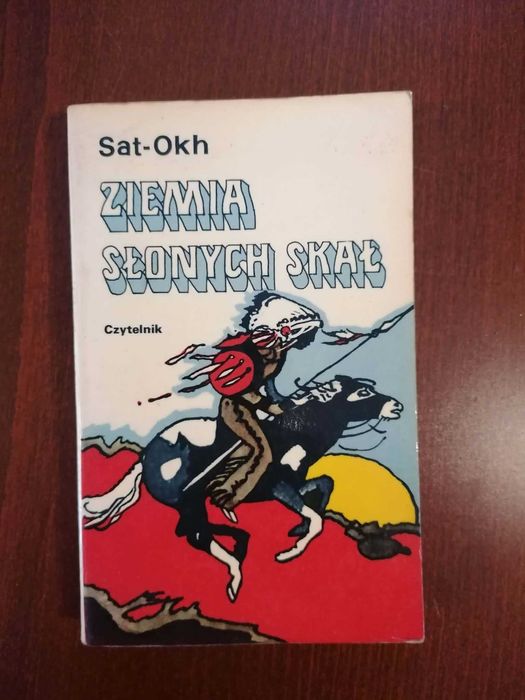 Sat-Okh
ZIEMIA
SŁONYCH SKAŁ
Czytelnik